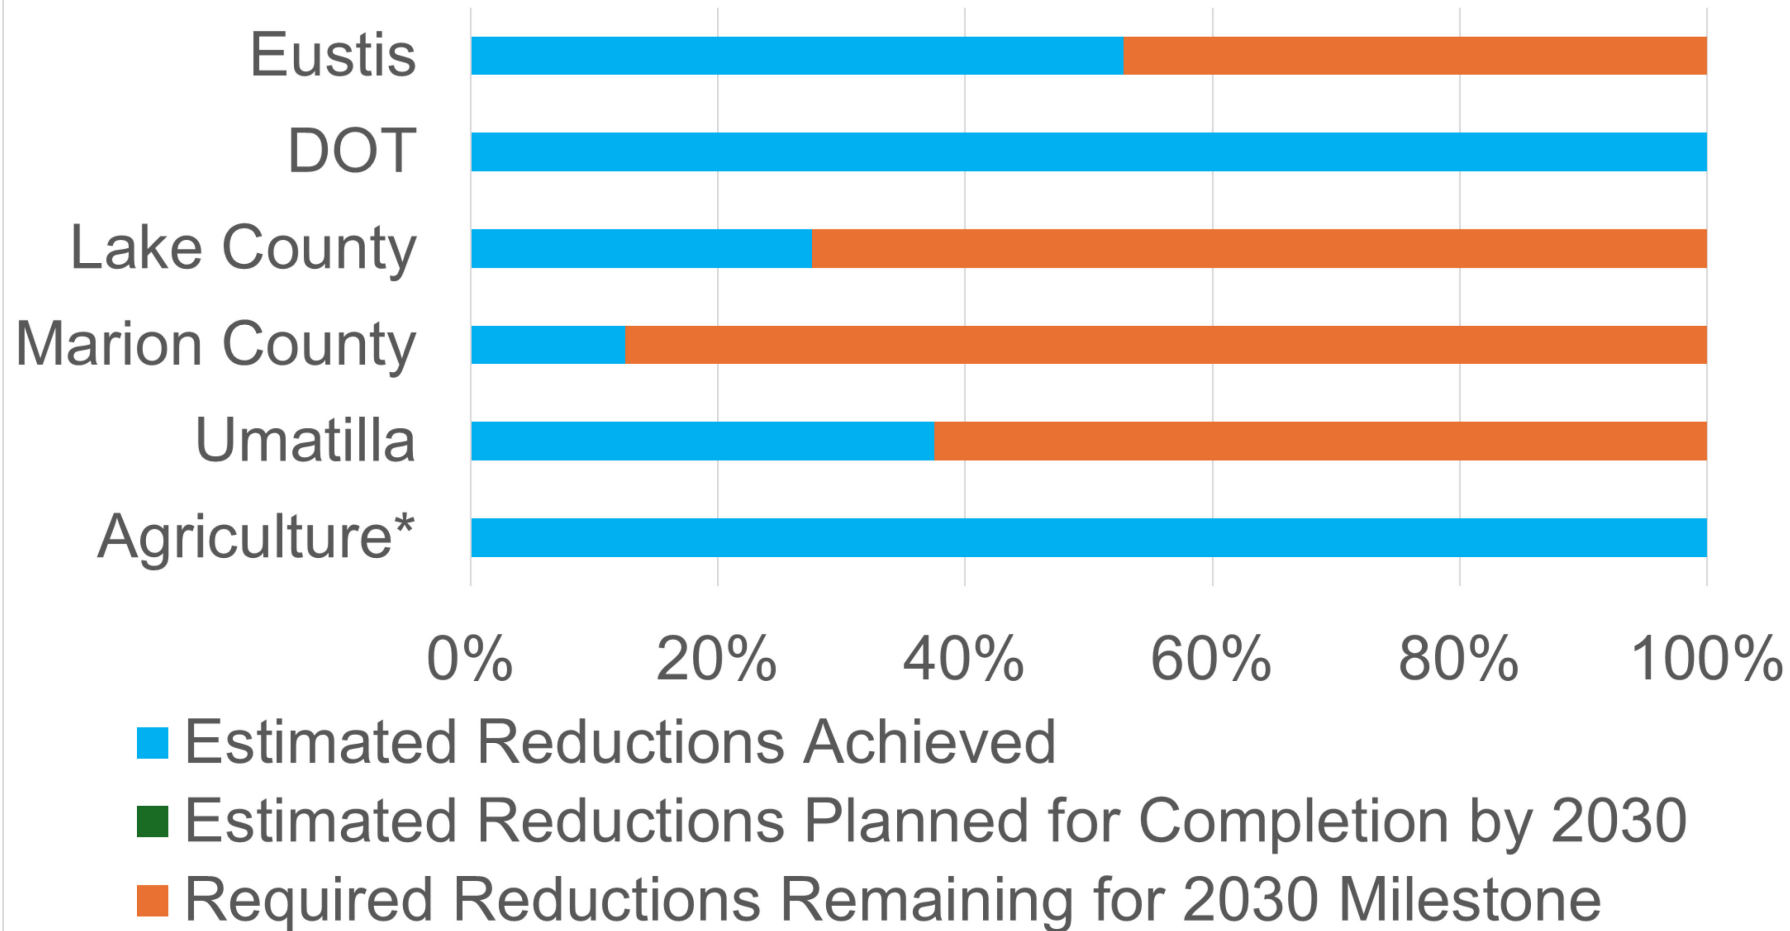 Eustis
DOT
Lake County
Marion County
Umatilla
Agriculture*
0% 20% 40% 60% 80% 100%
Estimated Reductions Achieved
Estimated Reductions Planned for Completion by 2030
Required Reductions Remaining for 2030 Milestone